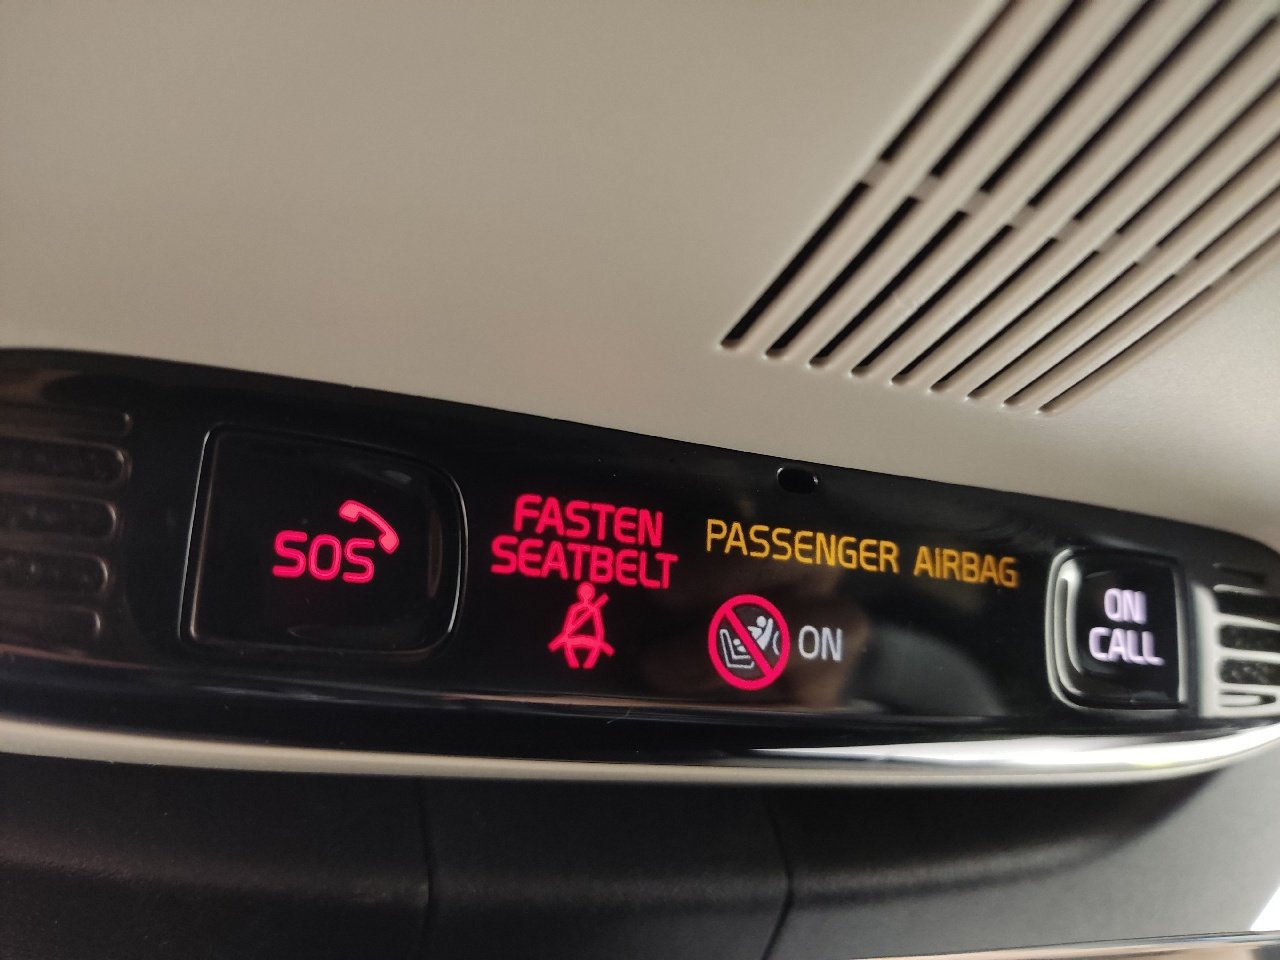 SOS
FASTEN
SEATBELT
PASSENGER AIRBAG
ON
ON
CALL